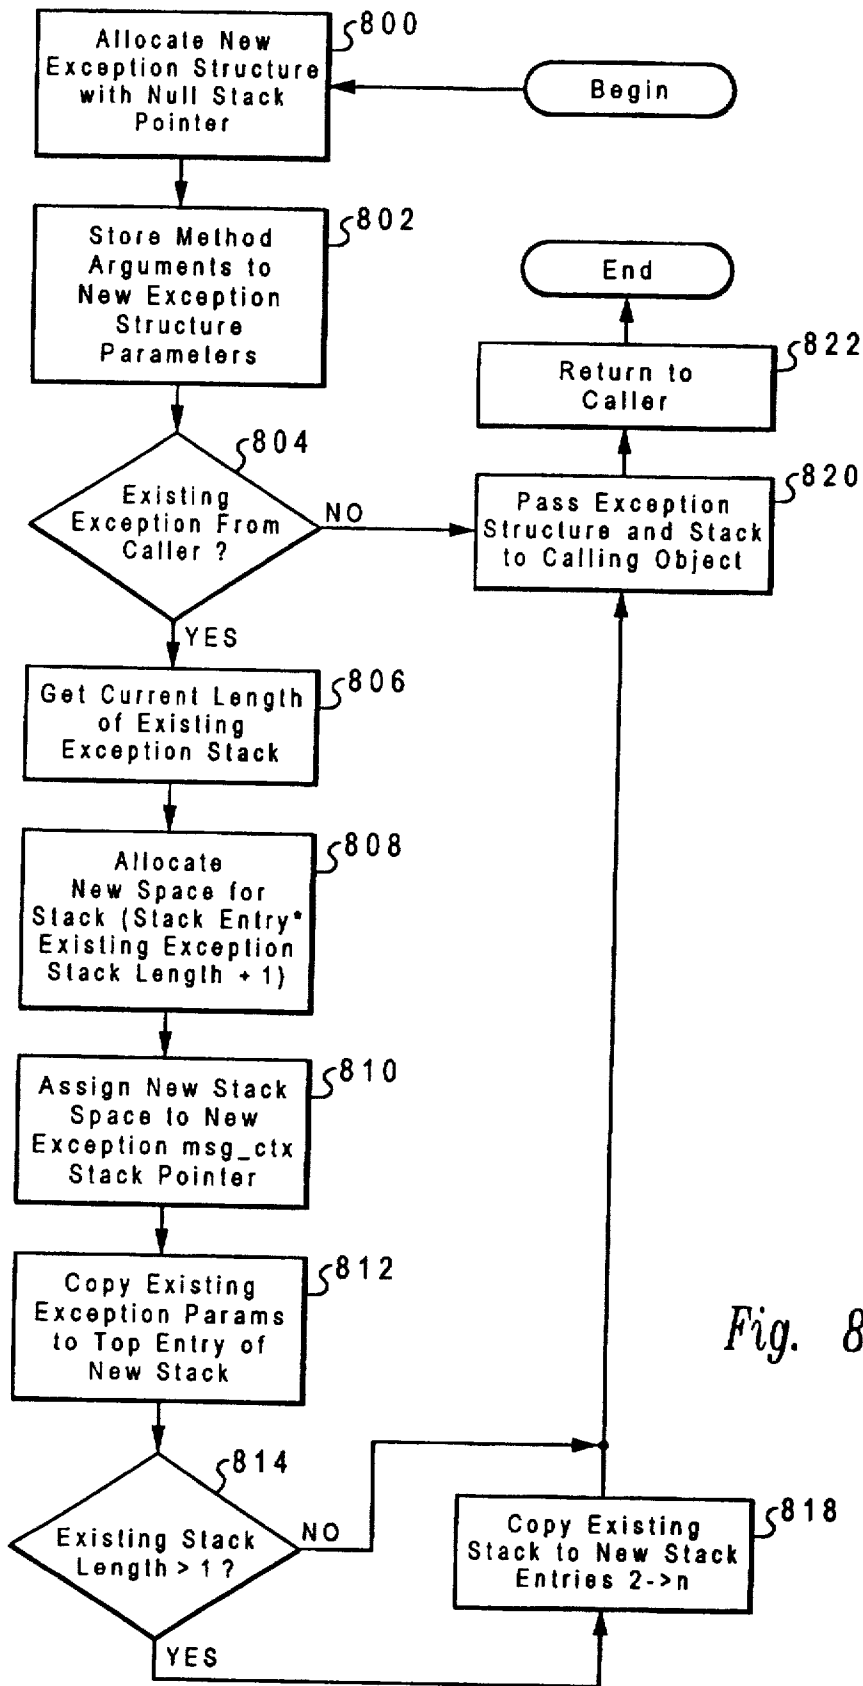 Begin
800
Allocate New
Exception Structure
with Null Stack
Pointer
802
Store Method
Arguments to
New Exception
Structure
Parameters
804
Existing
Exception From
Caller ?
NO
YES
806
Get Current Length
of Existing
Exception Stack
808
Allocate
New Space for
Stack (Stack Entry*
Existing Exception
Stack Length + 1)
810
Assign New Stack
Space to New
Exception msg_ctx
Stack Pointer
812
Copy Existing
Exception Params
to Top Entry of
New Stack
814
Existing Stack
Length > 1 ?
NO
YES
818
Copy Existing
Stack to New Stack
Entries 2->n
820
Pass Exception
Structure and Stack
to Calling Object
822
Return to
Caller
End
Fig. 8